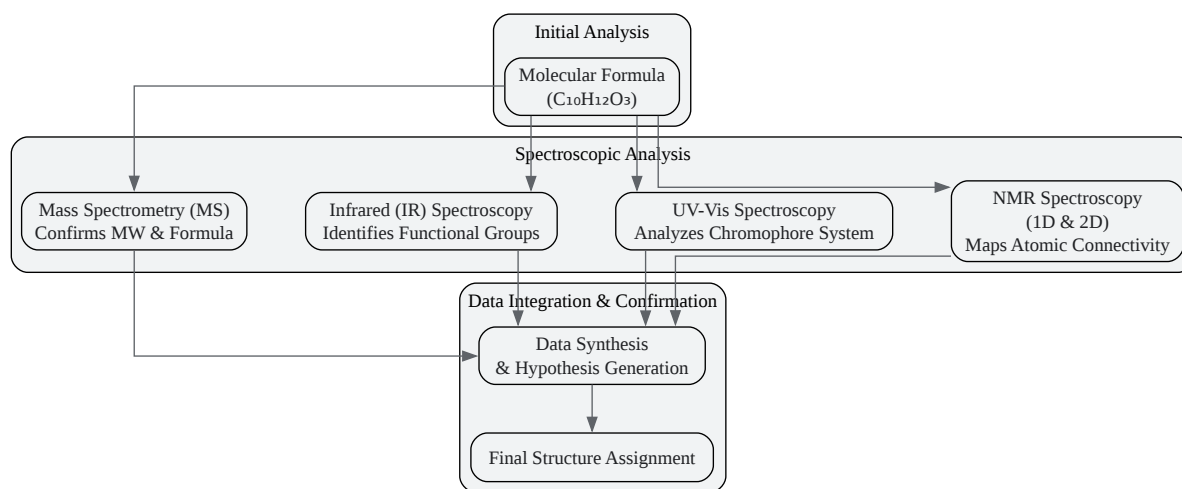 Initial Analysis
Molecular Formula
(C₁₀H₁₂O₃)
Spectroscopic Analysis
Mass Spectrometry (MS)
Confirms MW & Formula
Infrared (IR) Spectroscopy
Identifies Functional Groups
UV-Vis Spectroscopy
Analyzes Chromophore System
NMR Spectroscopy
(1D & 2D)
Maps Atomic Connectivity
Data Integration & Confirmation
Data Synthesis
& Hypothesis Generation
Final Structure Assignment